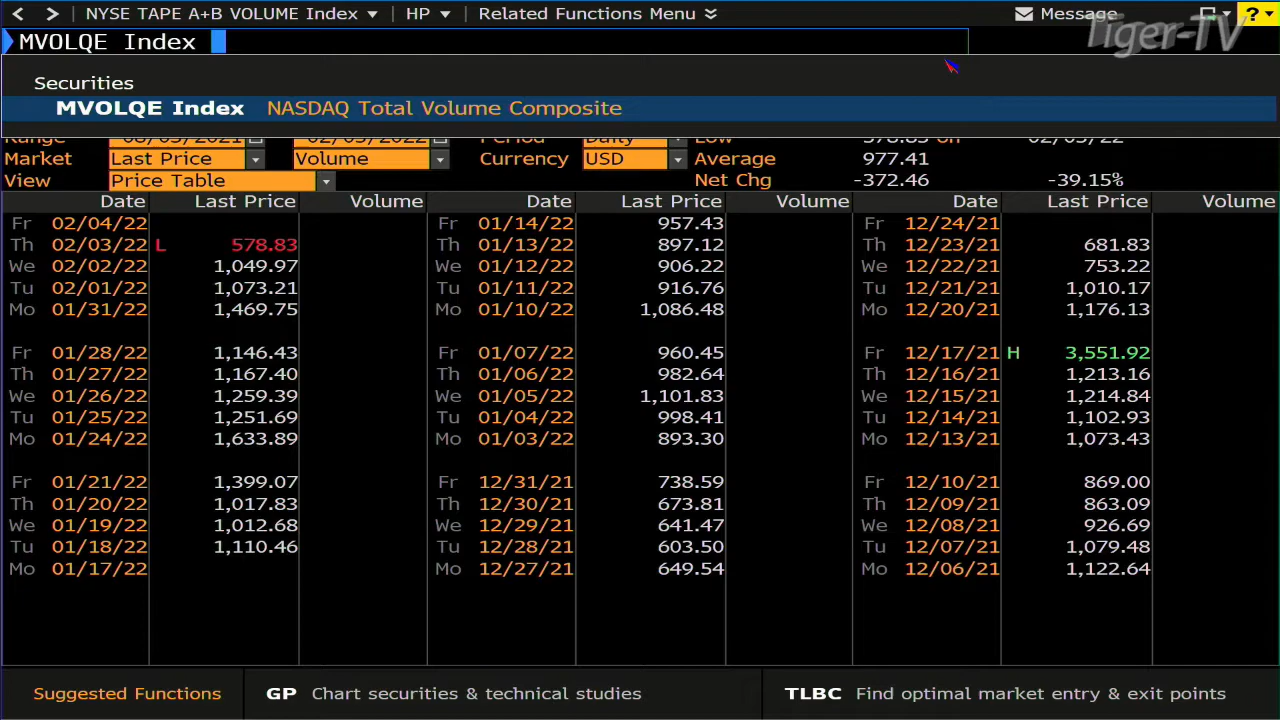 < > NYSE TAPE A+B VOLUME Index HP Related Functions Menu Message ?
Tiger-TV
MVOLQE Index
Securities
MVOLQE Index NASDAQ Total Volume Composite
Range 08/05/2021 02/05/2022 Period Daily Low 578.83 on 02/03/22
Market Last Price Volume Currency USD Average 977.41
View Price Table Net Chg -372.46 -39.15%
Date Last Price Volume Date Last Price Volume Date Last Price Volume
Fr 02/04/22 Fr 01/14/22 957.43 Fr 12/24/21
Th 02/03/22 L 578.83 Th 01/13/22 897.12 Th 12/23/21 681.83
We 02/02/22 1,049.97 We 01/12/22 906.22 We 12/22/21 753.22
Tu 02/01/22 1,073.21 Tu 01/11/22 916.76 Tu 12/21/21 1,010.17
Mo 01/31/22 1,469.75 Mo 01/10/22 1,086.48 Mo 12/20/21 1,176.13
Fr 01/28/22 1,146.43 Fr 01/07/22 960.45 Fr 12/17/21 H 3,551.92
Th 01/27/22 1,167.40 Th 01/06/22 982.64 Th 12/16/21 1,213.16
We 01/26/22 1,259.39 We 01/05/22 1,101.83 We 12/15/21 1,214.84
Tu 01/25/22 1,251.69 Tu 01/04/22 998.41 Tu 12/14/21 1,102.93
Mo 01/24/22 1,633.89 Mo 01/03/22 893.30 Mo 12/13/21 1,073.43
Fr 01/21/22 1,399.07 Fr 12/31/21 738.59 Fr 12/10/21 869.00
Th 01/20/22 1,017.83 Th 12/30/21 673.81 Th 12/09/21 863.09
We 01/19/22 1,012.68 We 12/29/21 641.47 We 12/08/21 926.69
Tu 01/18/22 1,110.46 Tu 12/28/21 603.50 Tu 12/07/21 1,079.48
Mo 01/17/22 Mo 12/27/21 649.54 Mo 12/06/21 1,122.64
Suggested Functions GP Chart securities & technical studies TLBC Find optimal market entry & exit points